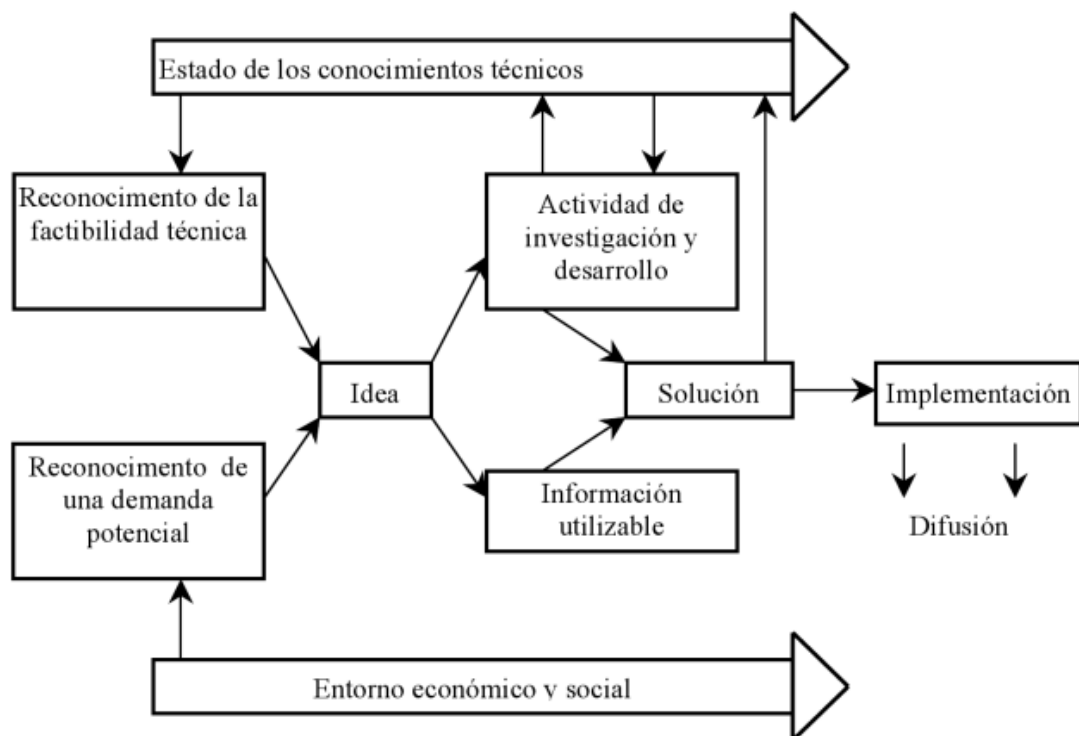 Estado de los conocimientos técnicos
Reconocimento de la
factibilidad técnica
Actividad de
investigación y
desarrollo
Idea
Solución
Implementación
Reconocimento de
una demanda
potencial
Información
utilizable
Difusión
Entorno económico y social